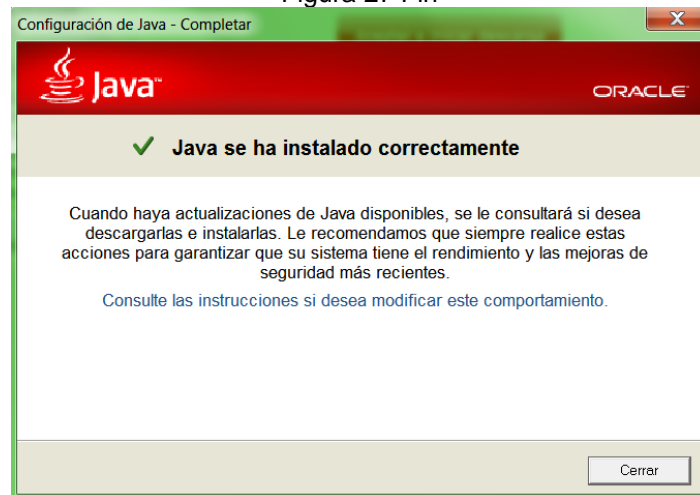 Configuración de Java - Completar
Java™
ORACLE
Java se ha instalado correctamente
Cuando haya actualizaciones de Java disponibles, se le consultará si desea
descargarlas e instalarlas. Le recomendamos que siempre realice estas
acciones para garantizar que su sistema tiene el rendimiento y las mejoras de
seguridad más recientes.
Consulte las instrucciones si desea modificar este comportamiento.
Cerrar